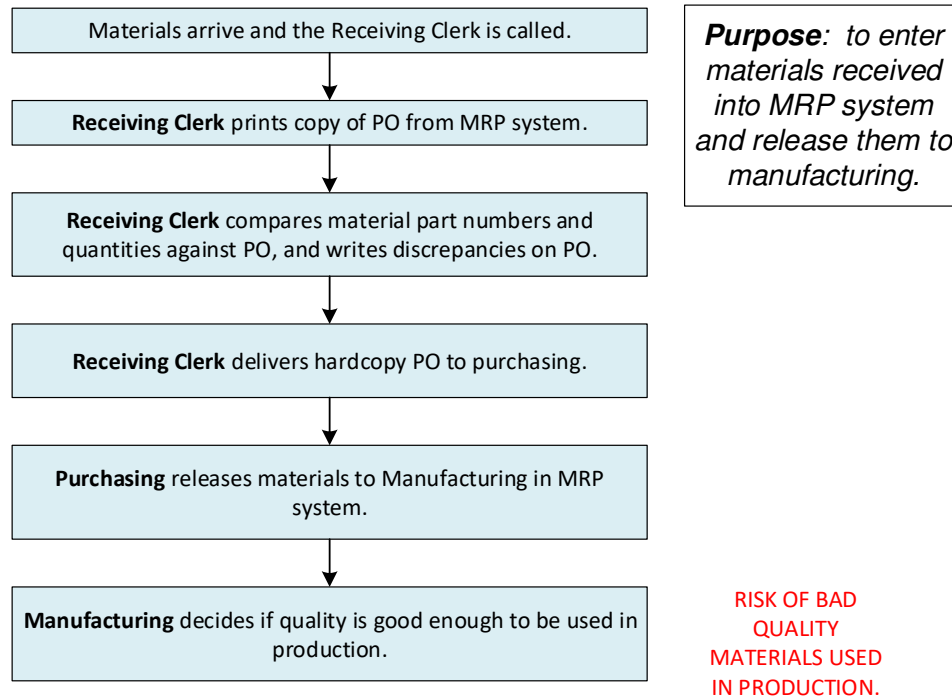 Materials arrive and the Receiving Clerk is called.
Purpose: to enter
materials received
into MRP system
and release them to
manufacturing.
Receiving Clerk prints copy of PO from MRP system.
Receiving Clerk compares material part numbers and
quantities against PO, and writes discrepancies on PO.
Receiving Clerk delivers hardcopy PO to purchasing.
Purchasing releases materials to Manufacturing in MRP
system.
Manufacturing decides if quality is good enough to be used in
production.
RISK OF BAD
QUALITY
MATERIALS USED
IN PRODUCTION.